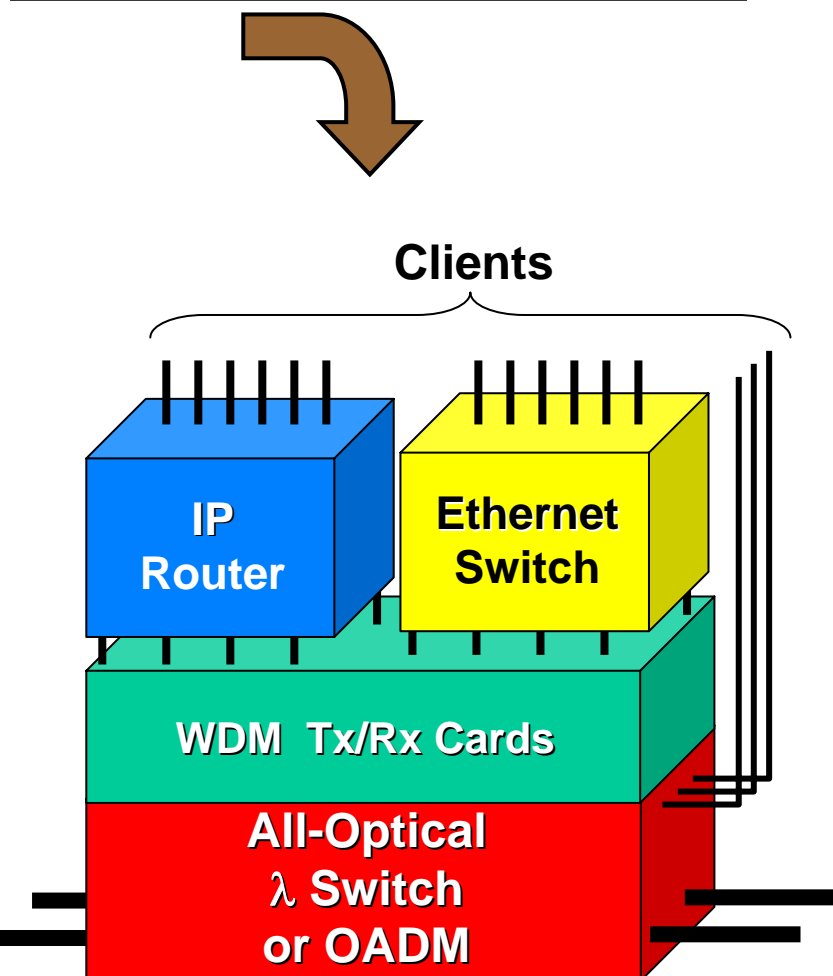 Clients
IP
Router
Ethernet
Switch
WDM Tx/Rx Cards
All-Optical
λ Switch
or OADM